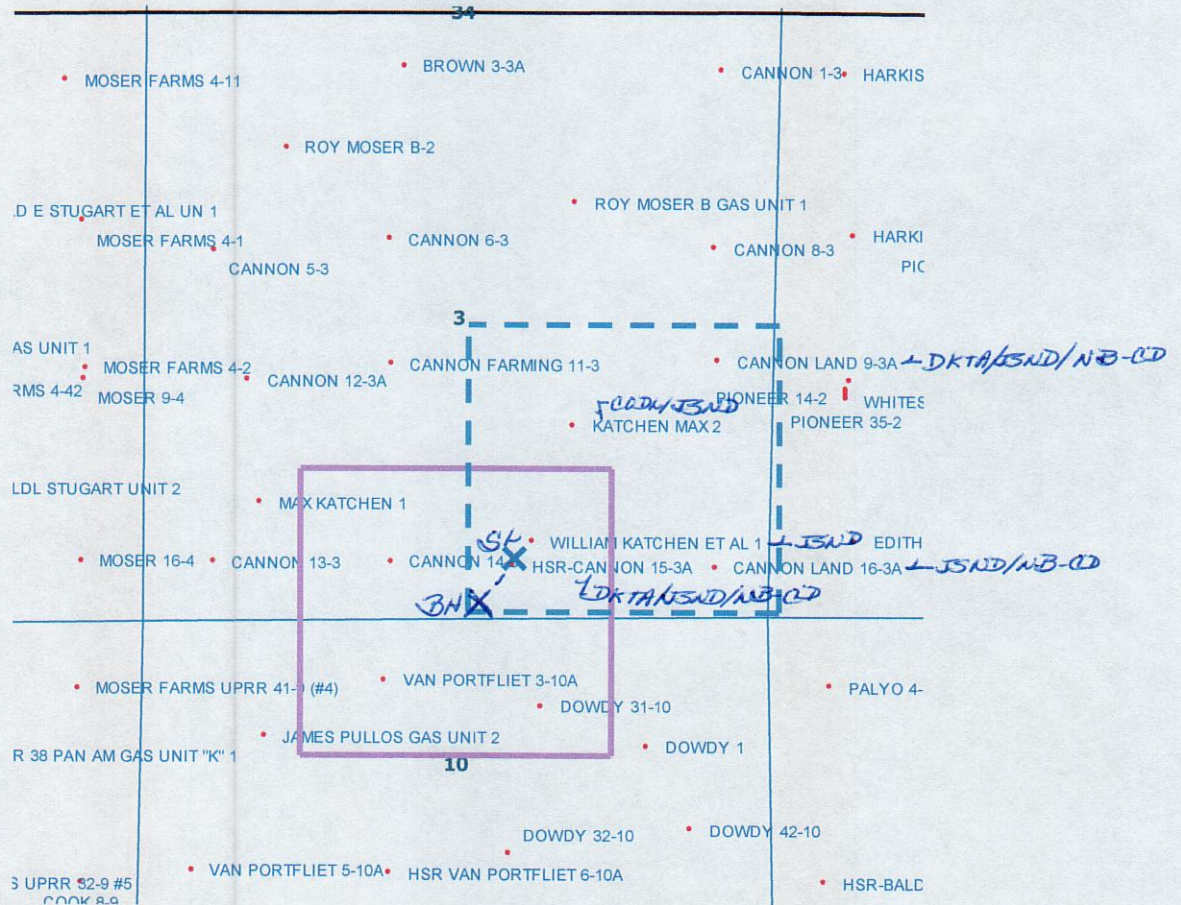 34
MOSER FARMS 4-11
BROWN 3-3A
CANNON 1-3
HARKIS
ROY MOSER B-2
.D E STUGART ET AL UN 1
ROY MOSER B GAS UNIT 1
MOSER FARMS 4-1
CANNON 6-3
HARKI
CANNON 5-3
CANNON 8-3
PIC
3
AS UNIT 1
MOSER FARMS 4-2
CANNON FARMING 11-3
CANNON LAND 9-3A DKTA/JSND/NB-CD
RMS 4-42
MOSER 9-4
CANNON 12-3A
PIONEER 14-2
WHITES
CODL/JSND
KATCHEN MAX 2
PIONEER 35-2
LDL STUGART UNIT 2
MAX KATCHEN 1
SH
WILLIAM KATCHEN ET AL 1 JSND
EDITH
MOSER 16-4
CANNON 13-3
CANNON 14-
HSR-CANNON 15-3A
CANNON LAND 16-3A JSND/NB-CD
BH
DKTA/JSND/NB-CD
MOSER FARMS UPRR 41-9 (#4)
VAN PORTFLIET 3-10A
PALYO 4-
DOWDY 31-10
R 38 PAN AM GAS UNIT "K" 1
JAMES PULLOS GAS UNIT 2
DOWDY 1
10
DOWDY 32-10
DOWDY 42-10
S UPRR 32-9 #5
VAN PORTFLIET 5-10A
HSR VAN PORTFLIET 6-10A
HSR-BALD
COOK 8-9